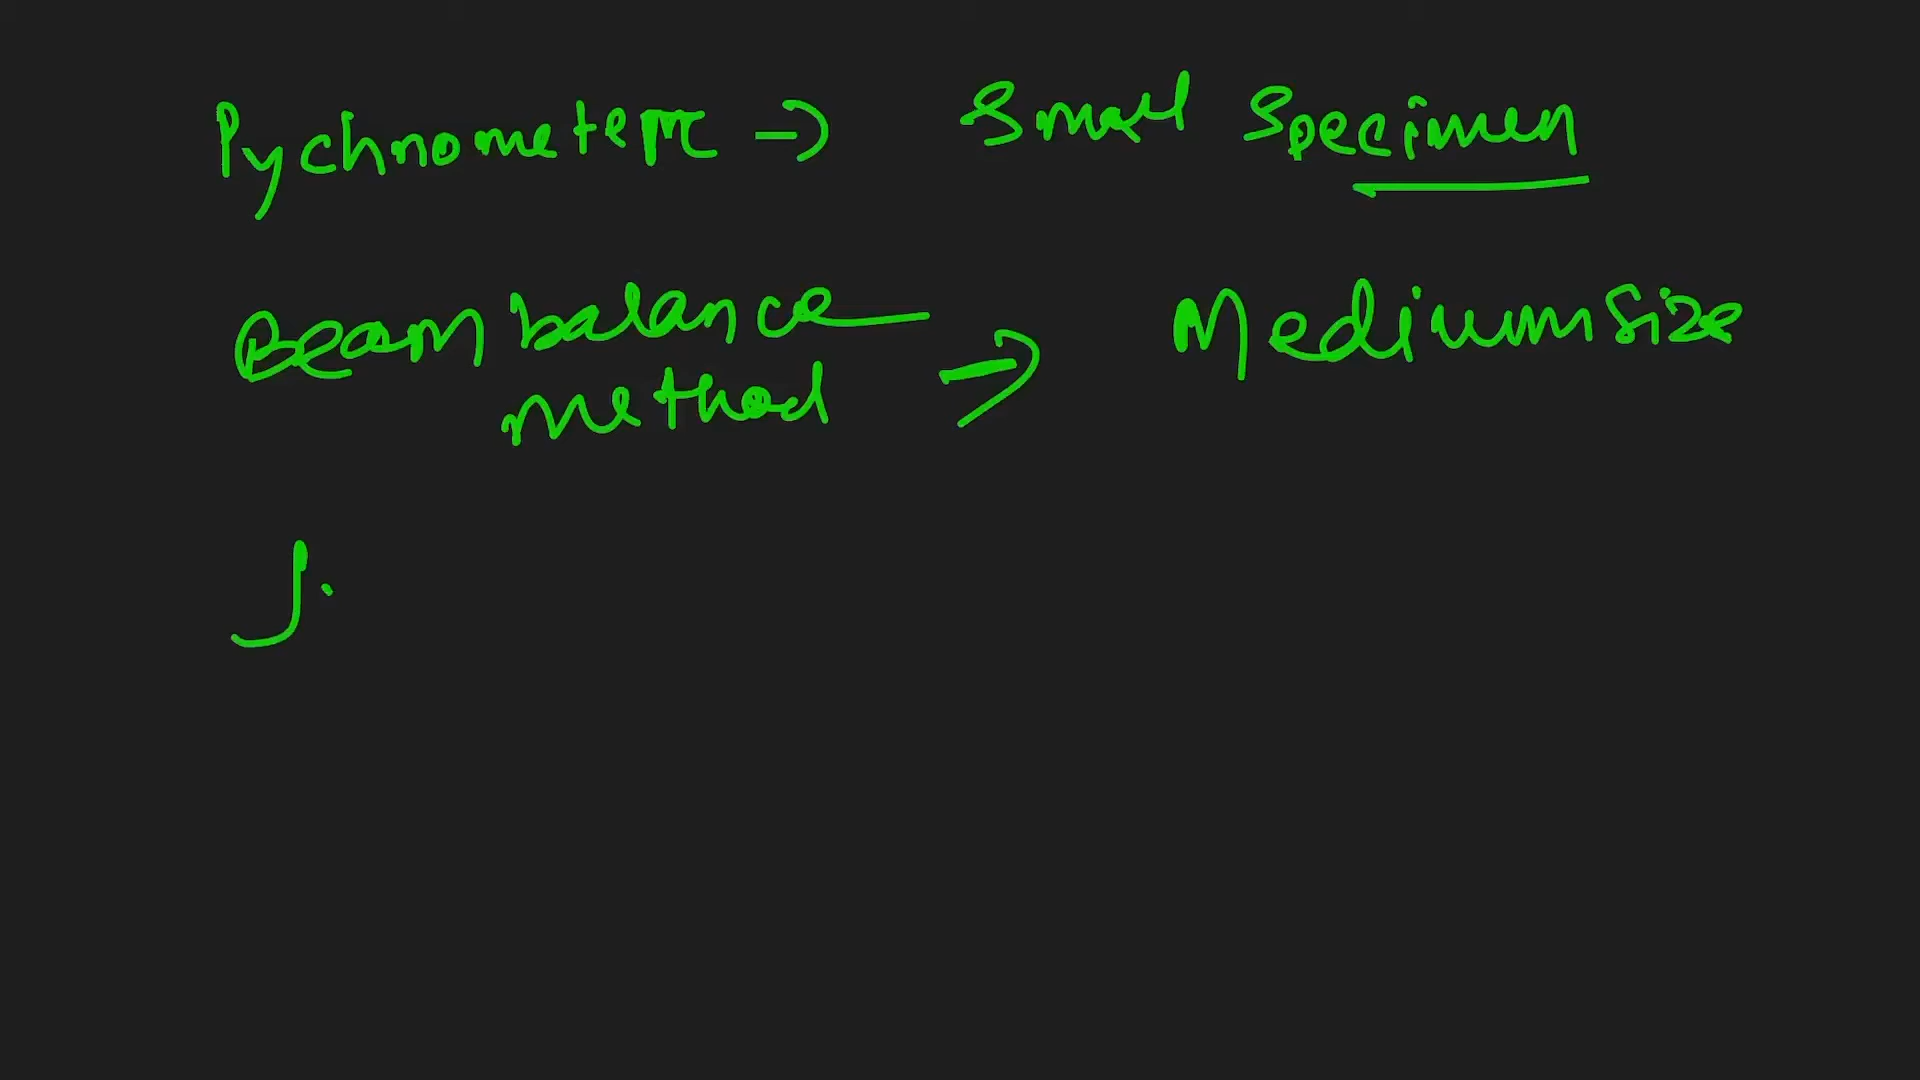 Pychnometer → Small Specimen
Beam balance → Medium size
method
J